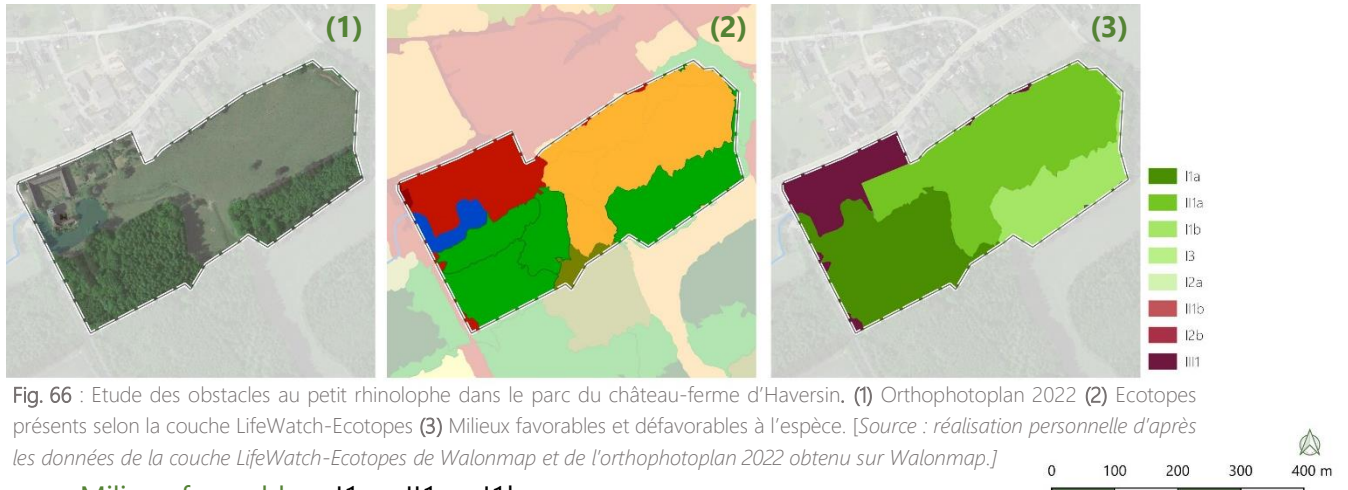 (1)
(2)
(3)
I1a
II1a
I1b
I3
I2a
II1b
I2b
III1
Fig. 66 : Etude des obstacles au petit rhinolophe dans le parc du château-ferme d'Haversin. (1) Orthophotoplan 2022 (2) Ecotopes
présents selon la couche LifeWatch-Ecotopes (3) Milieux favorables et défavorables à l'espèce. [Source : réalisation personnelle d'après
les données de la couche LifeWatch-Ecotopes de Walonmap et de l'orthophotoplan 2022 obtenu sur Walonmap.]
0 100 200 300 400 m